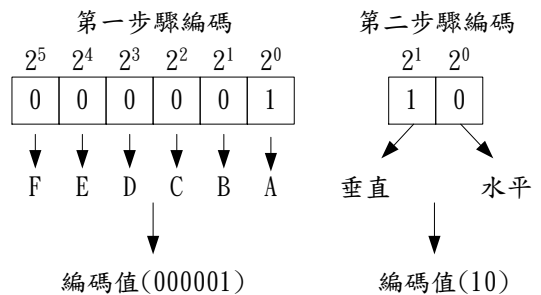 第一步驟編碼 第二步驟編碼
2⁵ 2⁴ 2³ 2² 2¹ 2⁰ 2¹ 2⁰
0 0 0 0 0 1 1 0
F E D C B A 垂直 水平
編碼值(000001) 編碼值(10)